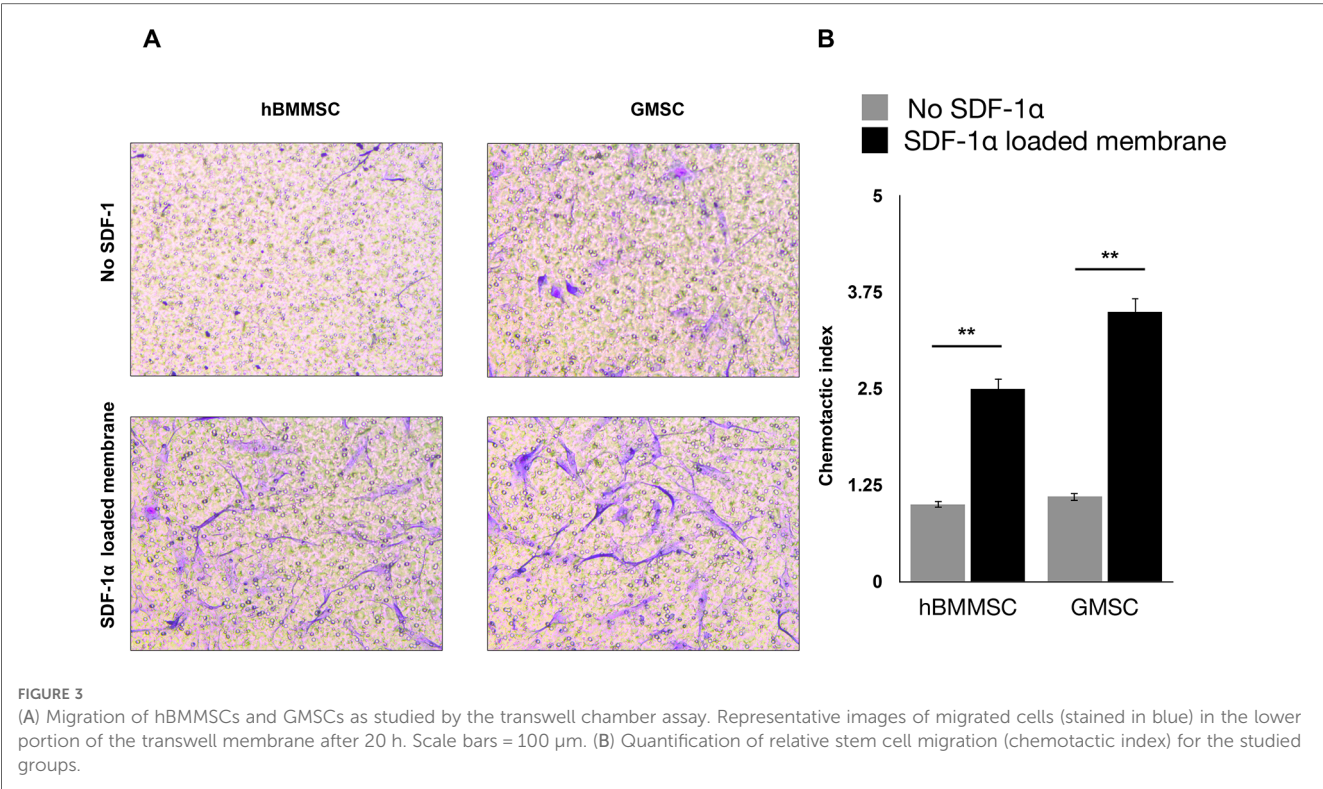 A
B
hBMMSC
GMSC
No SDF-1
SDF-1α loaded membrane
No SDF-1α
SDF-1α loaded membrane
Chemotactic index
5
3.75
2.5
1.25
0
**
**
hBMMSC
GMSC
FIGURE 3
(A) Migration of hBMMSCs and GMSCs as studied by the transwell chamber assay. Representative images of migrated cells (stained in blue) in the lower
portion of the transwell membrane after 20 h. Scale bars = 100 μm. (B) Quantification of relative stem cell migration (chemotactic index) for the studied
groups.